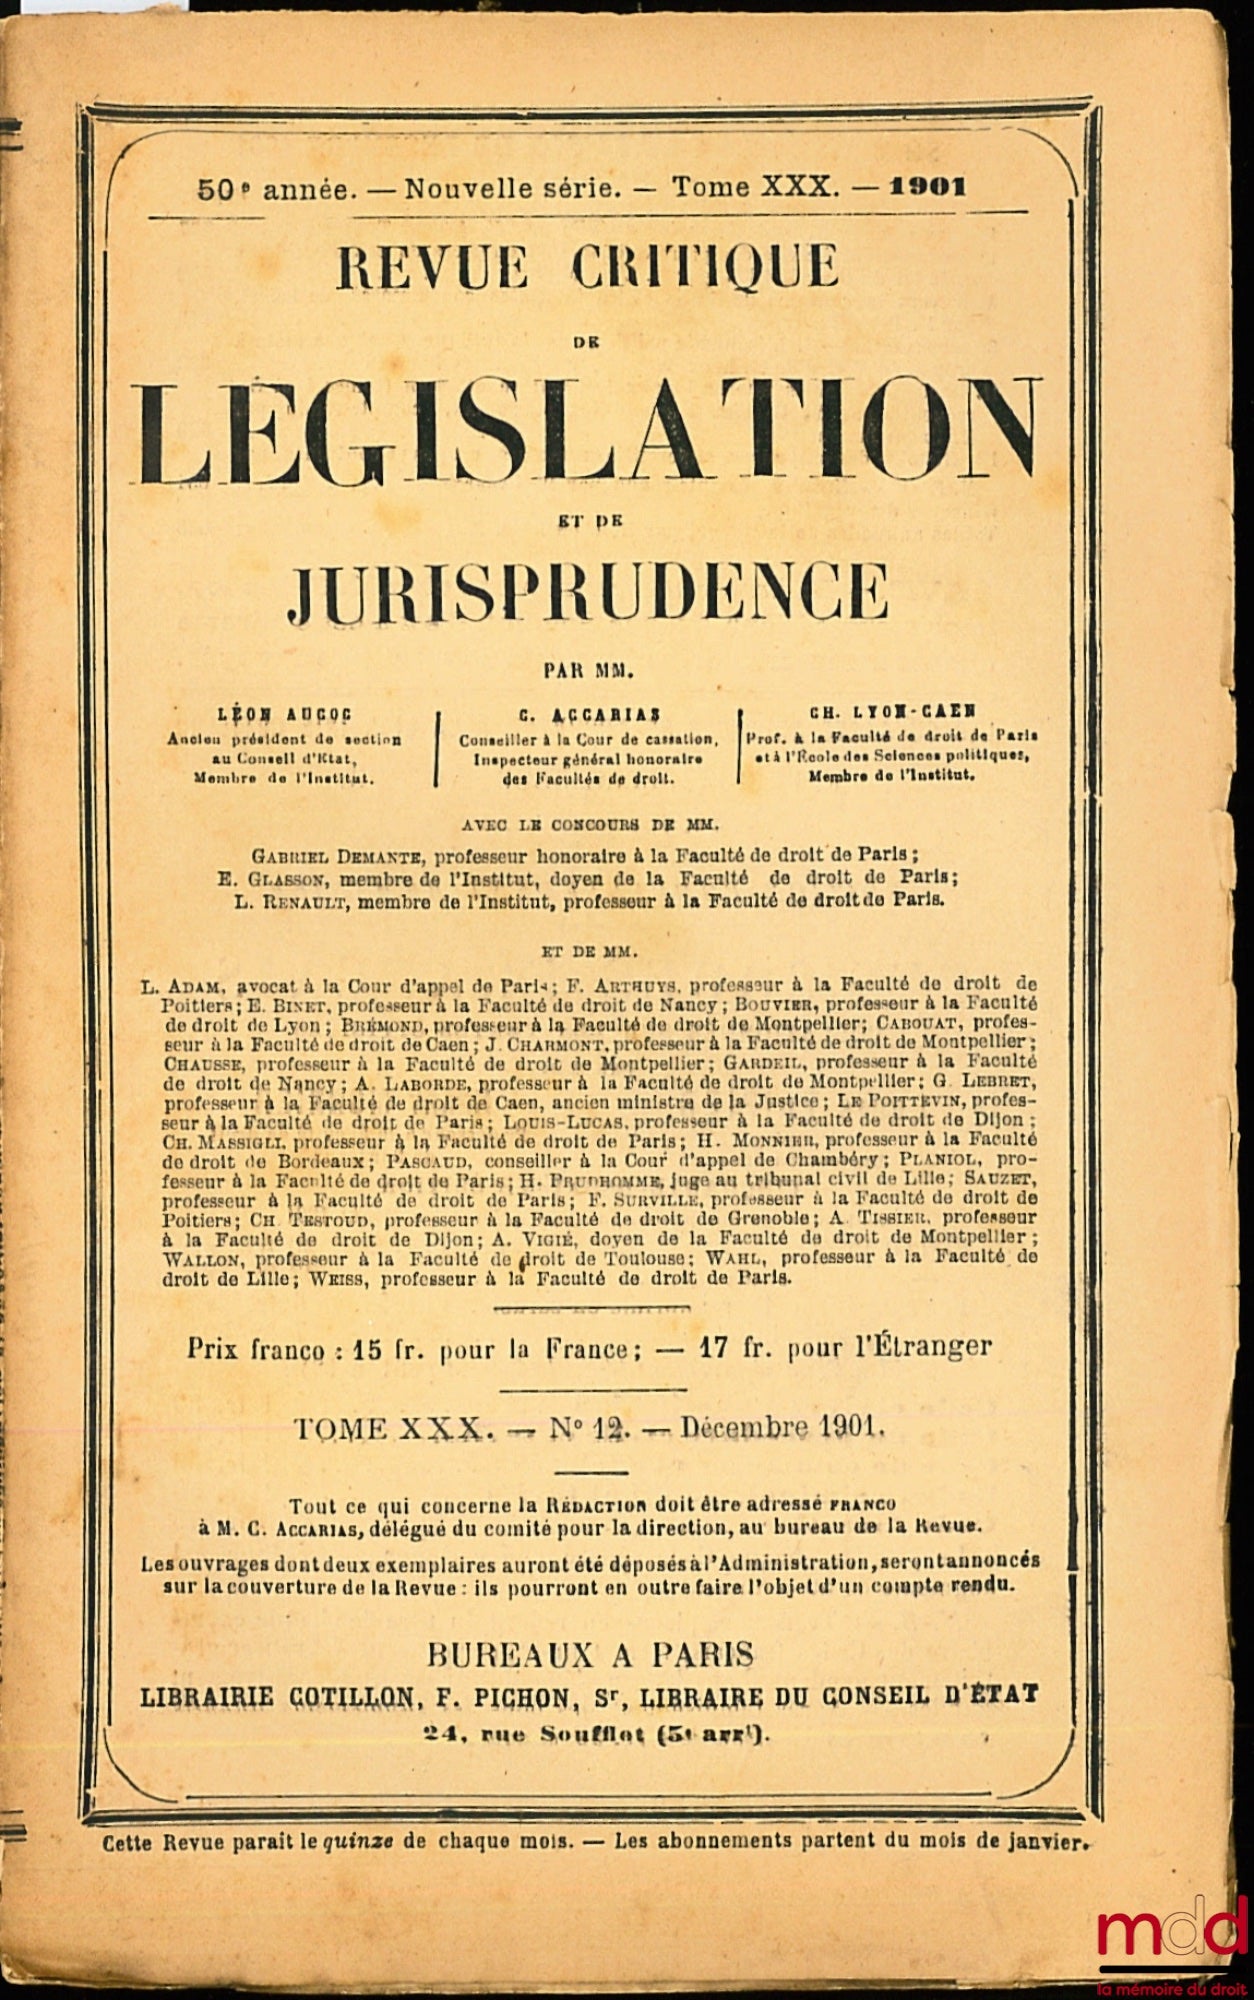 50e année. — Nouvelle série. — Tome XXX. — 1901
REVUE CRITIQUE
DE
LÉGISLATION
ET DE
JURISPRUDENCE
PAR MM.
LÉON AUCOC
Ancien président de section
au Conseil d'Etat,
Membre de l'Institut.
C. ACCARIAS
Conseiller à la Cour de cassation,
Inspecteur général honoraire
des Facultés de droit.
CH. LYON-CAEN
Prof. à la Faculté de droit de Paris
et à l'École des Sciences politiques,
Membre de l'Institut.
AVEC LE CONCOURS DE MM.
GABRIEL DEMANTE, professeur honoraire à la Faculté de droit de Paris;
E. GLASSON, membre de l'Institut, doyen de la Faculté de droit de Paris;
L. RENAULT, membre de l'Institut, professeur à la Faculté de droit de Paris.
ET DE MM.
L. ADAM, avocat à la Cour d'appel de Paris; F. ARTHUYS, professeur à la Faculté de droit de
Poitiers; E. BINET, professeur à la Faculté de droit de Nancy; BOUVIER, professeur à la Faculté
de droit de Lyon; BRÉMOND, professeur à la Faculté de droit de Montpellier; CABOUAT, profes-
seur à la Faculté de droit de Caen; J. CHARMONT, professeur à la Faculté de droit de Montpellier;
CHAUSSE, professeur à la Faculté de droit de Montpellier; GARDEIL, professeur à la Faculté
de droit de Nancy; A. LABORDE, professeur à la Faculté de droit de Montpellier; G. LEBRET,
professeur à la Faculté de droit de Caen, ancien ministre de la Justice; LE POITTEVIN, profes-
seur à la Faculté de droit de Paris; LOUIS-LUCAS, professeur à la Faculté de droit de Dijon;
CH. MASSIGLI, professeur à la Faculté de droit de Paris; H. MONNIER, professeur à la Faculté
de droit de Bordeaux; PASCAUD, conseiller à la Cour d'appel de Chambéry; PLANIOL, pro-
fesseur à la Faculté de droit de Paris; H. PRUDHOMME, juge au tribunal civil de Lille; SAUZET,
professeur à la Faculté de droit de Paris; F. SURVILLE, professeur à la Faculté de droit de
Poitiers; CH. TESTOUD, professeur à la Faculté de droit de Grenoble; A. TISSIER, professeur
à la Faculté de droit de Dijon; A. VIGIÉ, doyen de la Faculté de droit de Montpellier;
WALLON, professeur à la Faculté de droit de Toulouse; WAHL, professeur à la Faculté de
droit de Lille; WEISS, professeur à la Faculté de droit de Paris.
Prix franco : 15 fr. pour la France; — 17 fr. pour l'Étranger
TOME XXX. — N° 12. — Décembre 1901.
Tout ce qui concerne la RÉDACTION doit être adressé FRANCO
à M. C. ACCARIAS, délégué du comité pour la direction, au bureau de la Revue.
Les ouvrages dont deux exemplaires auront été déposés à l'Administration, seront annoncés
sur la couverture de la Revue : ils pourront en outre faire l'objet d'un compte rendu.
BUREAUX A PARIS
LIBRAIRIE COTILLON, F. PICHON, Sr, LIBRAIRE DU CONSEIL D'ÉTAT
24, rue Soufflot (5e arrt).
Cette Revue parait le quinze de chaque mois. — Les abonnements partent du mois de janvier.
mdd
la mémoire du droit